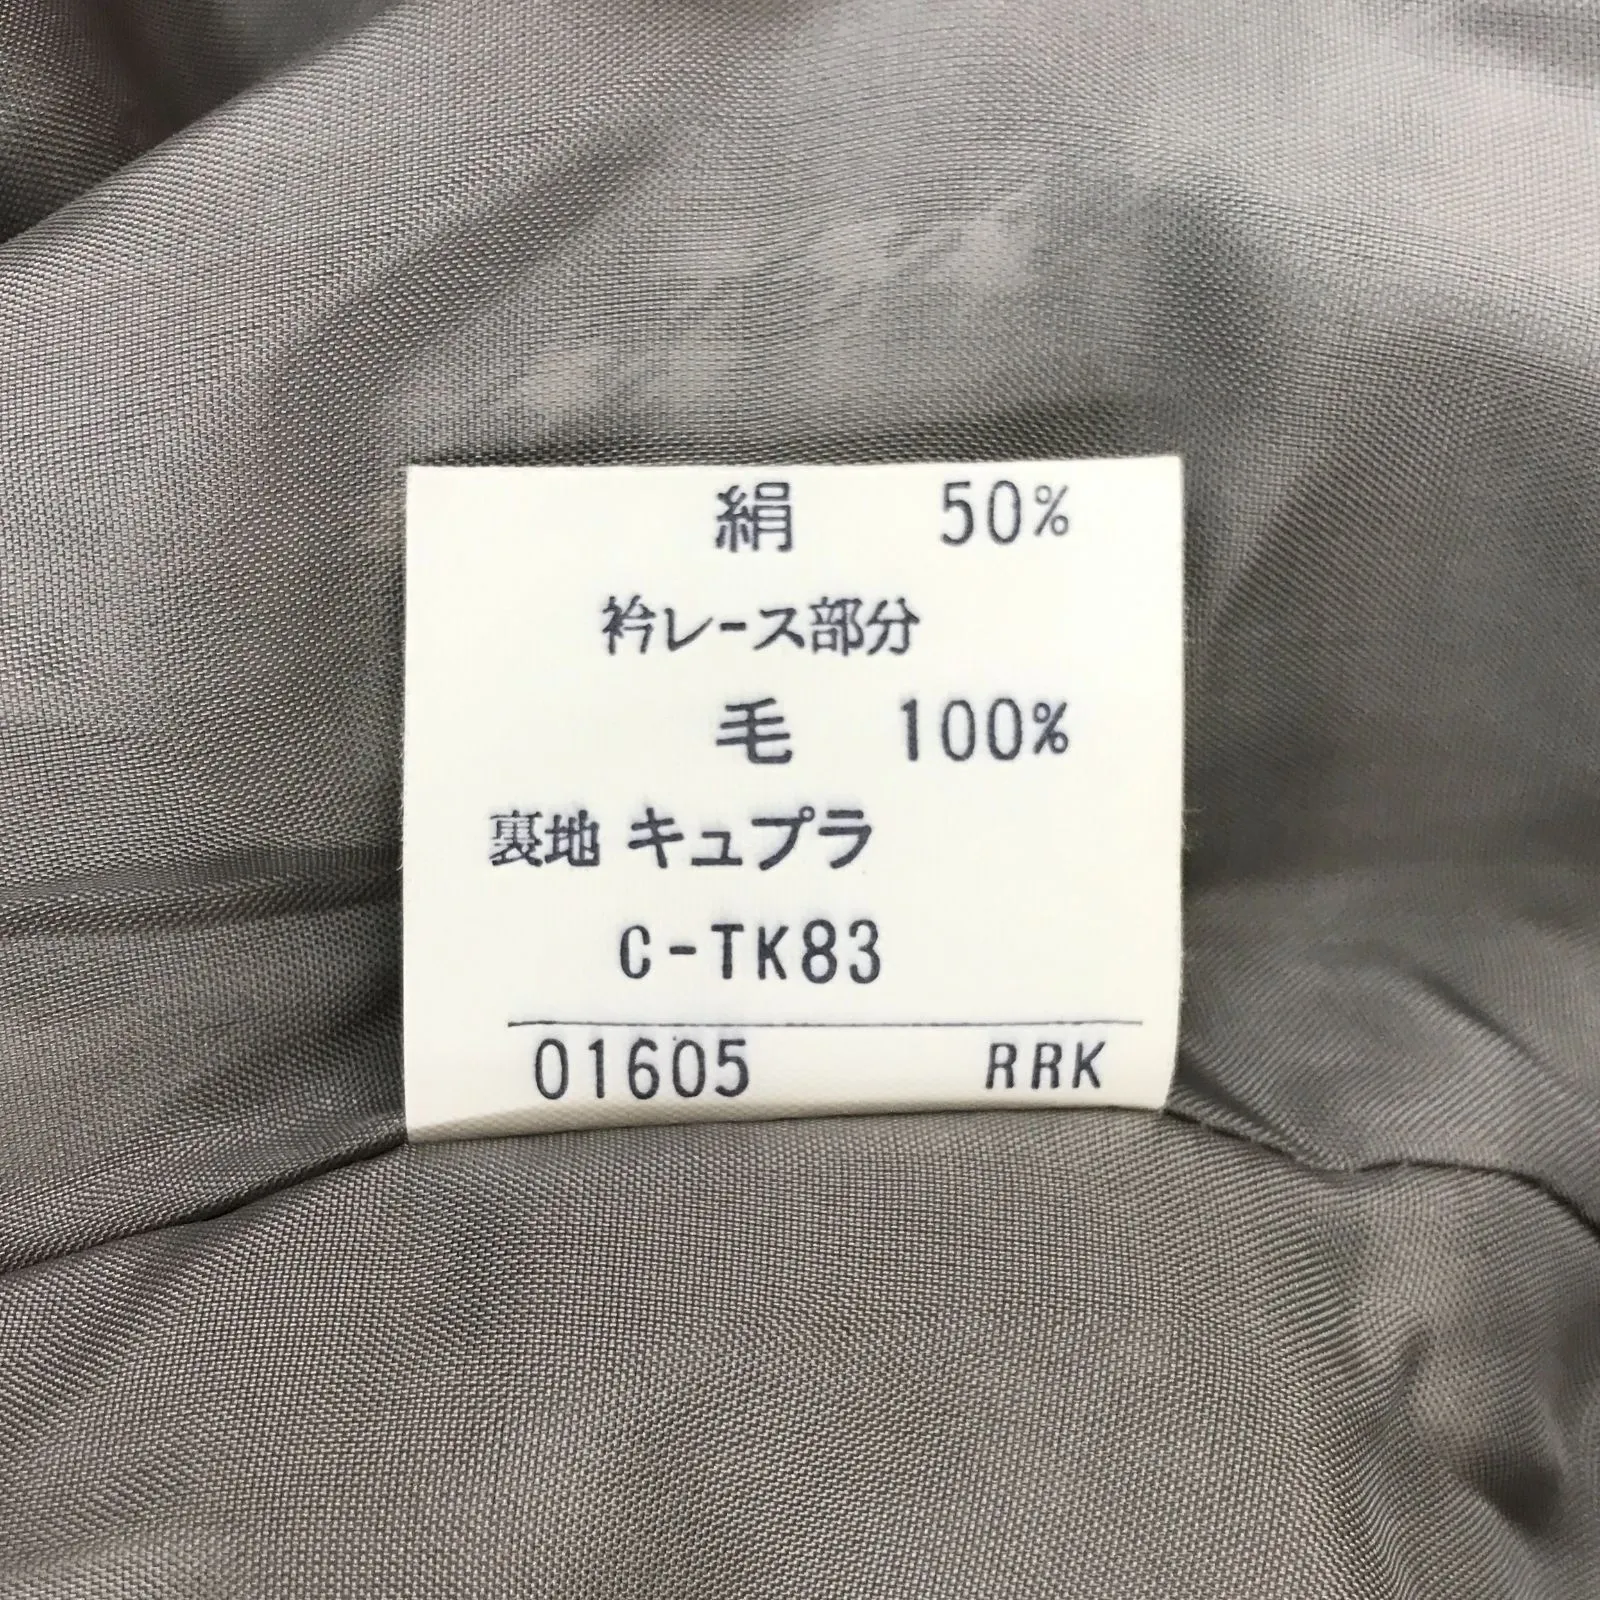 絹 50%
衿レース部分
毛 100%
裏地 キュプラ
C-TK83
01605 RRK